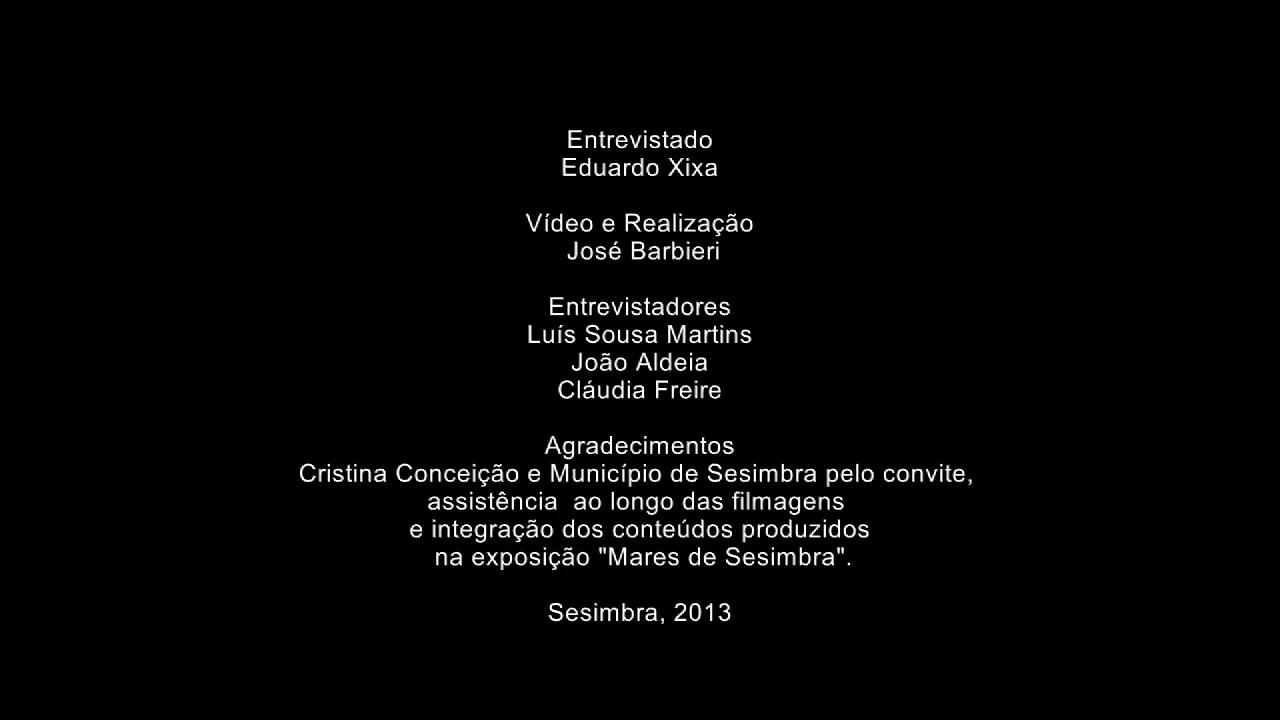 Entrevistado
Eduardo Xixa
Vídeo e Realização
José Barbieri
Entrevistadores
Luís Sousa Martins
João Aldeia
Cláudia Freire
Agradecimentos
Cristina Conceição e Município de Sesimbra pelo convite,
assistência  ao longo das filmagens
e integração dos conteúdos produzidos
na exposição "Mares de Sesimbra".
Sesimbra, 2013